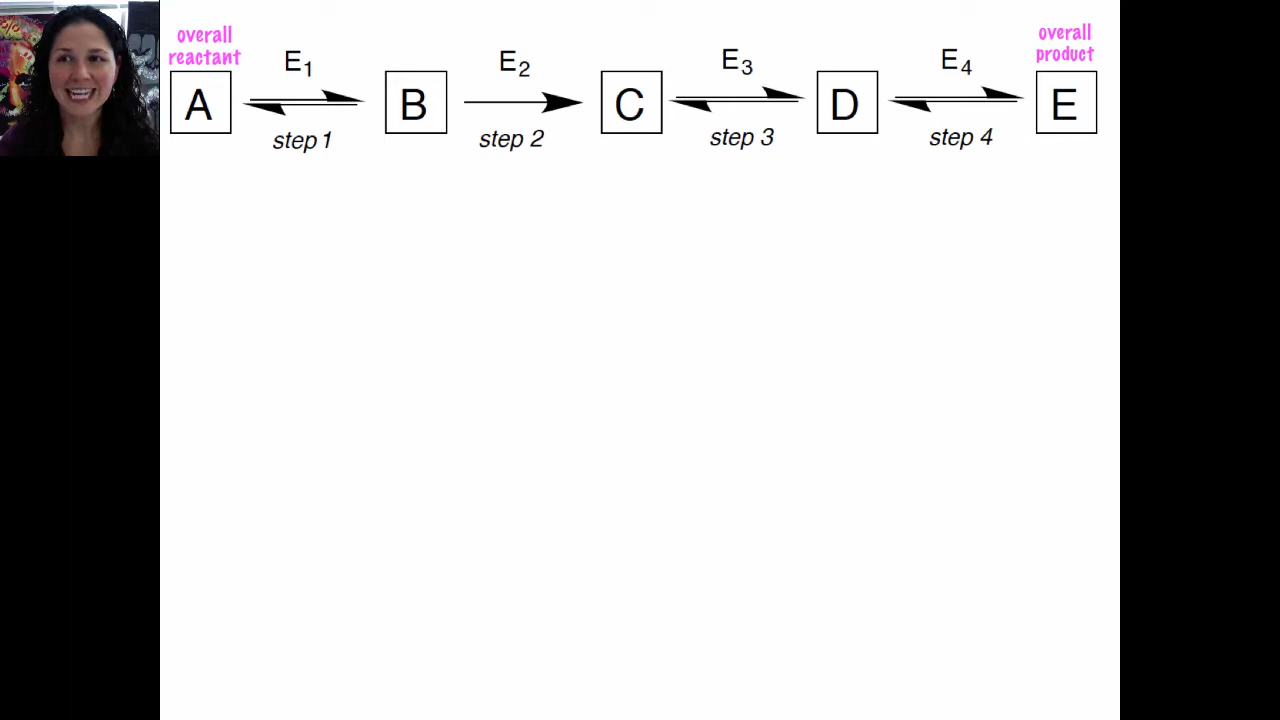 overall
reactant
E1
E2
E3
E4
overall
product
A
B
C
D
E
step 1
step 2
step 3
step 4